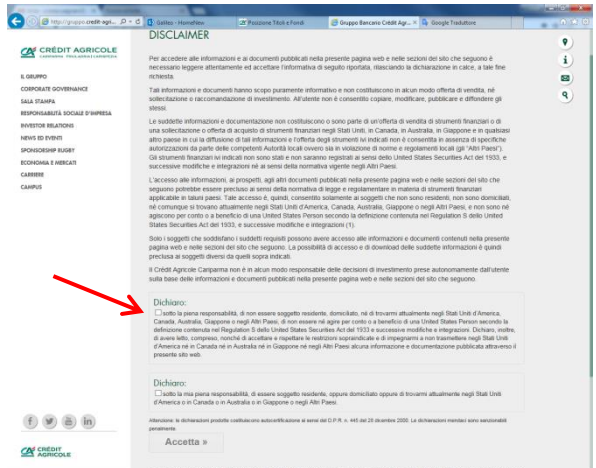 http://gruppo.credit-agri...
Galileo - HomeNew
Posizione Titoli e Fondi
Gruppo Bancario Crédit Agr...
Google Traduttore
CRÉDIT AGRICOLE
IL GRUPPO
CORPORATE GOVERNANCE
SALA STAMPA
RESPONSABILITÀ SOCIALE D'IMPRESA
INVESTOR RELATIONS
NEWS ED EVENTI
SPONSORSHIP RUGBY
ECONOMIA E MERCATI
CARRIERE
CAMPUS
DISCLAIMER
Per accedere alle informazioni e ai documenti pubblicati nella presente pagina web e nelle sezioni del sito che seguono è
necessario leggere attentamente ed accettare l'informativa di seguito riportata, rilasciando la dichiarazione in calce, a tale fine
richiesta.
Tali informazioni e documenti hanno scopo puramente informativo e non costituiscono in alcun modo offerta di vendita, né
sollecitazione o raccomandazione di investimento. All'utente non è consentito copiare, modificare, pubblicare e diffondere gli
stessi.
Le suddette informazioni e documentazione non costituiscono o sono parte di un'offerta di vendita di strumenti finanziari o di
una sollecitazione o offerta di acquisto di strumenti finanziari negli Stati Uniti, in Canada, in Australia, in Giappone e in qualsiasi
altro paese in cui la diffusione di tali informazioni e l'offerta degli strumenti ivi indicati non è consentita in assenza di specifiche
autorizzazioni da parte delle competenti Autorità locali ovvero sia in violazione di norme e regolamenti locali (gli "Altri Paesi").
Gli strumenti finanziari ivi indicati non sono stati e non saranno registrati ai sensi dello United States Securities Act del 1933, e
successive modifiche e integrazioni né ai sensi della normativa vigente negli Altri Paesi.
L'accesso alle informazioni, ai prospetti, agli altri documenti pubblicati nella presente pagina web e nelle sezioni del sito che
seguono potrebbe essere precluso ai sensi della normativa di legge e regolamentare in materia di strumenti finanziari
applicabile in taluni paesi. Tale accesso è, quindi, consentito solamente ai soggetti che non sono residenti, non sono domiciliati,
né comunque si trovano attualmente negli Stati Uniti d'America, Canada, Australia, Giappone o negli Altri Paesi, e non sono né
agiscono per conto o a beneficio di una United States Person secondo la definizione contenuta nel Regulation S dello United
States Securities Act del 1933, e successive modifiche e integrazioni (1).
Solo i soggetti che soddisfano i suddetti requisiti possono avere accesso alle informazioni e documenti contenuti nella presente
pagina web e nelle sezioni del sito che seguono. La possibilità di accesso e di download delle suddette informazioni è quindi
preclusa ai soggetti diversi da quelli sopra indicati.
Il Crédit Agricole Cariparma non è in alcun modo responsabile delle decisioni di investimento prese autonomamente dall'utente
sulla base delle informazioni e documenti pubblicati nella presente pagina web e nelle sezioni del sito che seguono.
Dichiaro:
sotto la piena responsabilità, di non essere soggetto residente, domiciliato, né di trovarmi attualmente negli Stati Uniti d'America,
Canada, Australia, Giappone o negli Altri Paesi, di non essere né agire per conto o a beneficio di una United States Person secondo la
definizione contenuta nel Regulation S dello United States Securities Act del 1933 e successive modifiche e integrazioni. Dichiaro, inoltre,
di avere letto, compreso, nonché di accettare e rispettare le restrizioni sopraindicate e di impegnarmi a non trasmettere negli Stati Uniti
d'America né in Canada né in Australia né in Giappone né negli Altri Paesi alcuna informazione e documentazione pubblicata attraverso il
presente sito web.
Dichiaro:
sotto la mia piena responsabilità, di essere soggetto residente, oppure domiciliato oppure di trovarmi attualmente negli Stati Uniti
d'America o in Canada o in Australia o in Giappone o negli Altri Paesi.
Attenzione: le dichiarazioni prodotte costituiscono autocertificazione ai sensi del D.P.R. n. 445 del 28 dicembre 2000. Le dichiarazioni mendaci sono sanzionabili
penalmente.
Accetta »
CRÉDIT
AGRICOLE